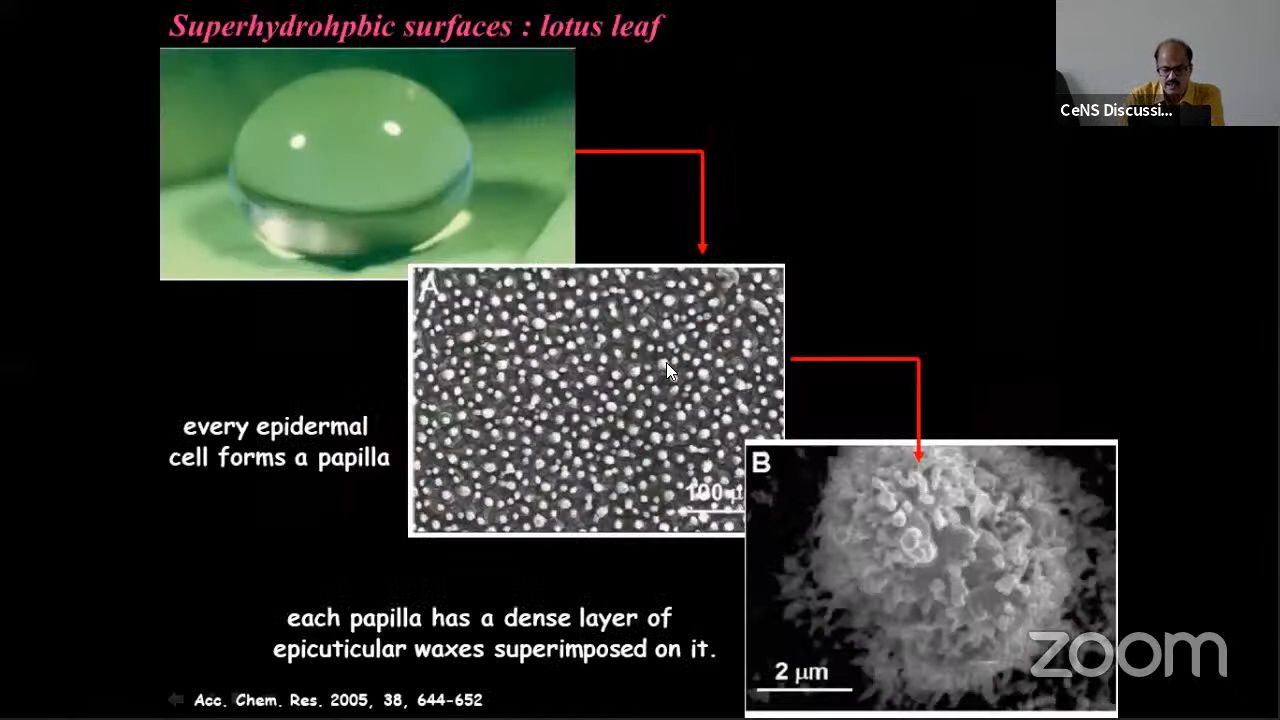 Superhydrohpbic surfaces : lotus leaf
CeNS Discussi...
A
every epidermal
cell forms a papilla
100 μ
B
each papilla has a dense layer of
epicuticular waxes superimposed on it.
2 μm
zoom
Acc. Chem. Res. 2005, 38, 644-652